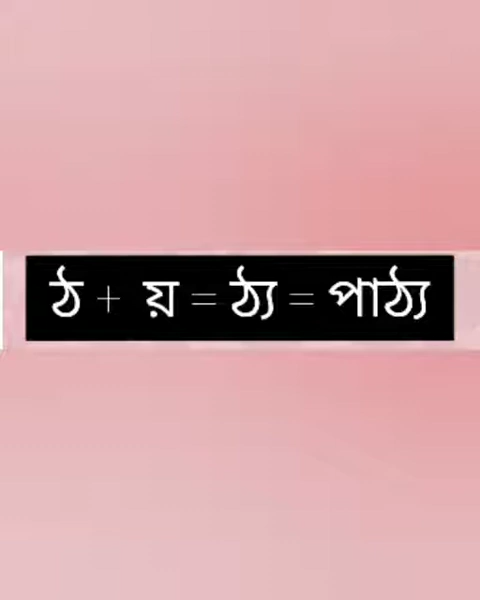 ঠ + য় = ঠ্য = পাঠ্য